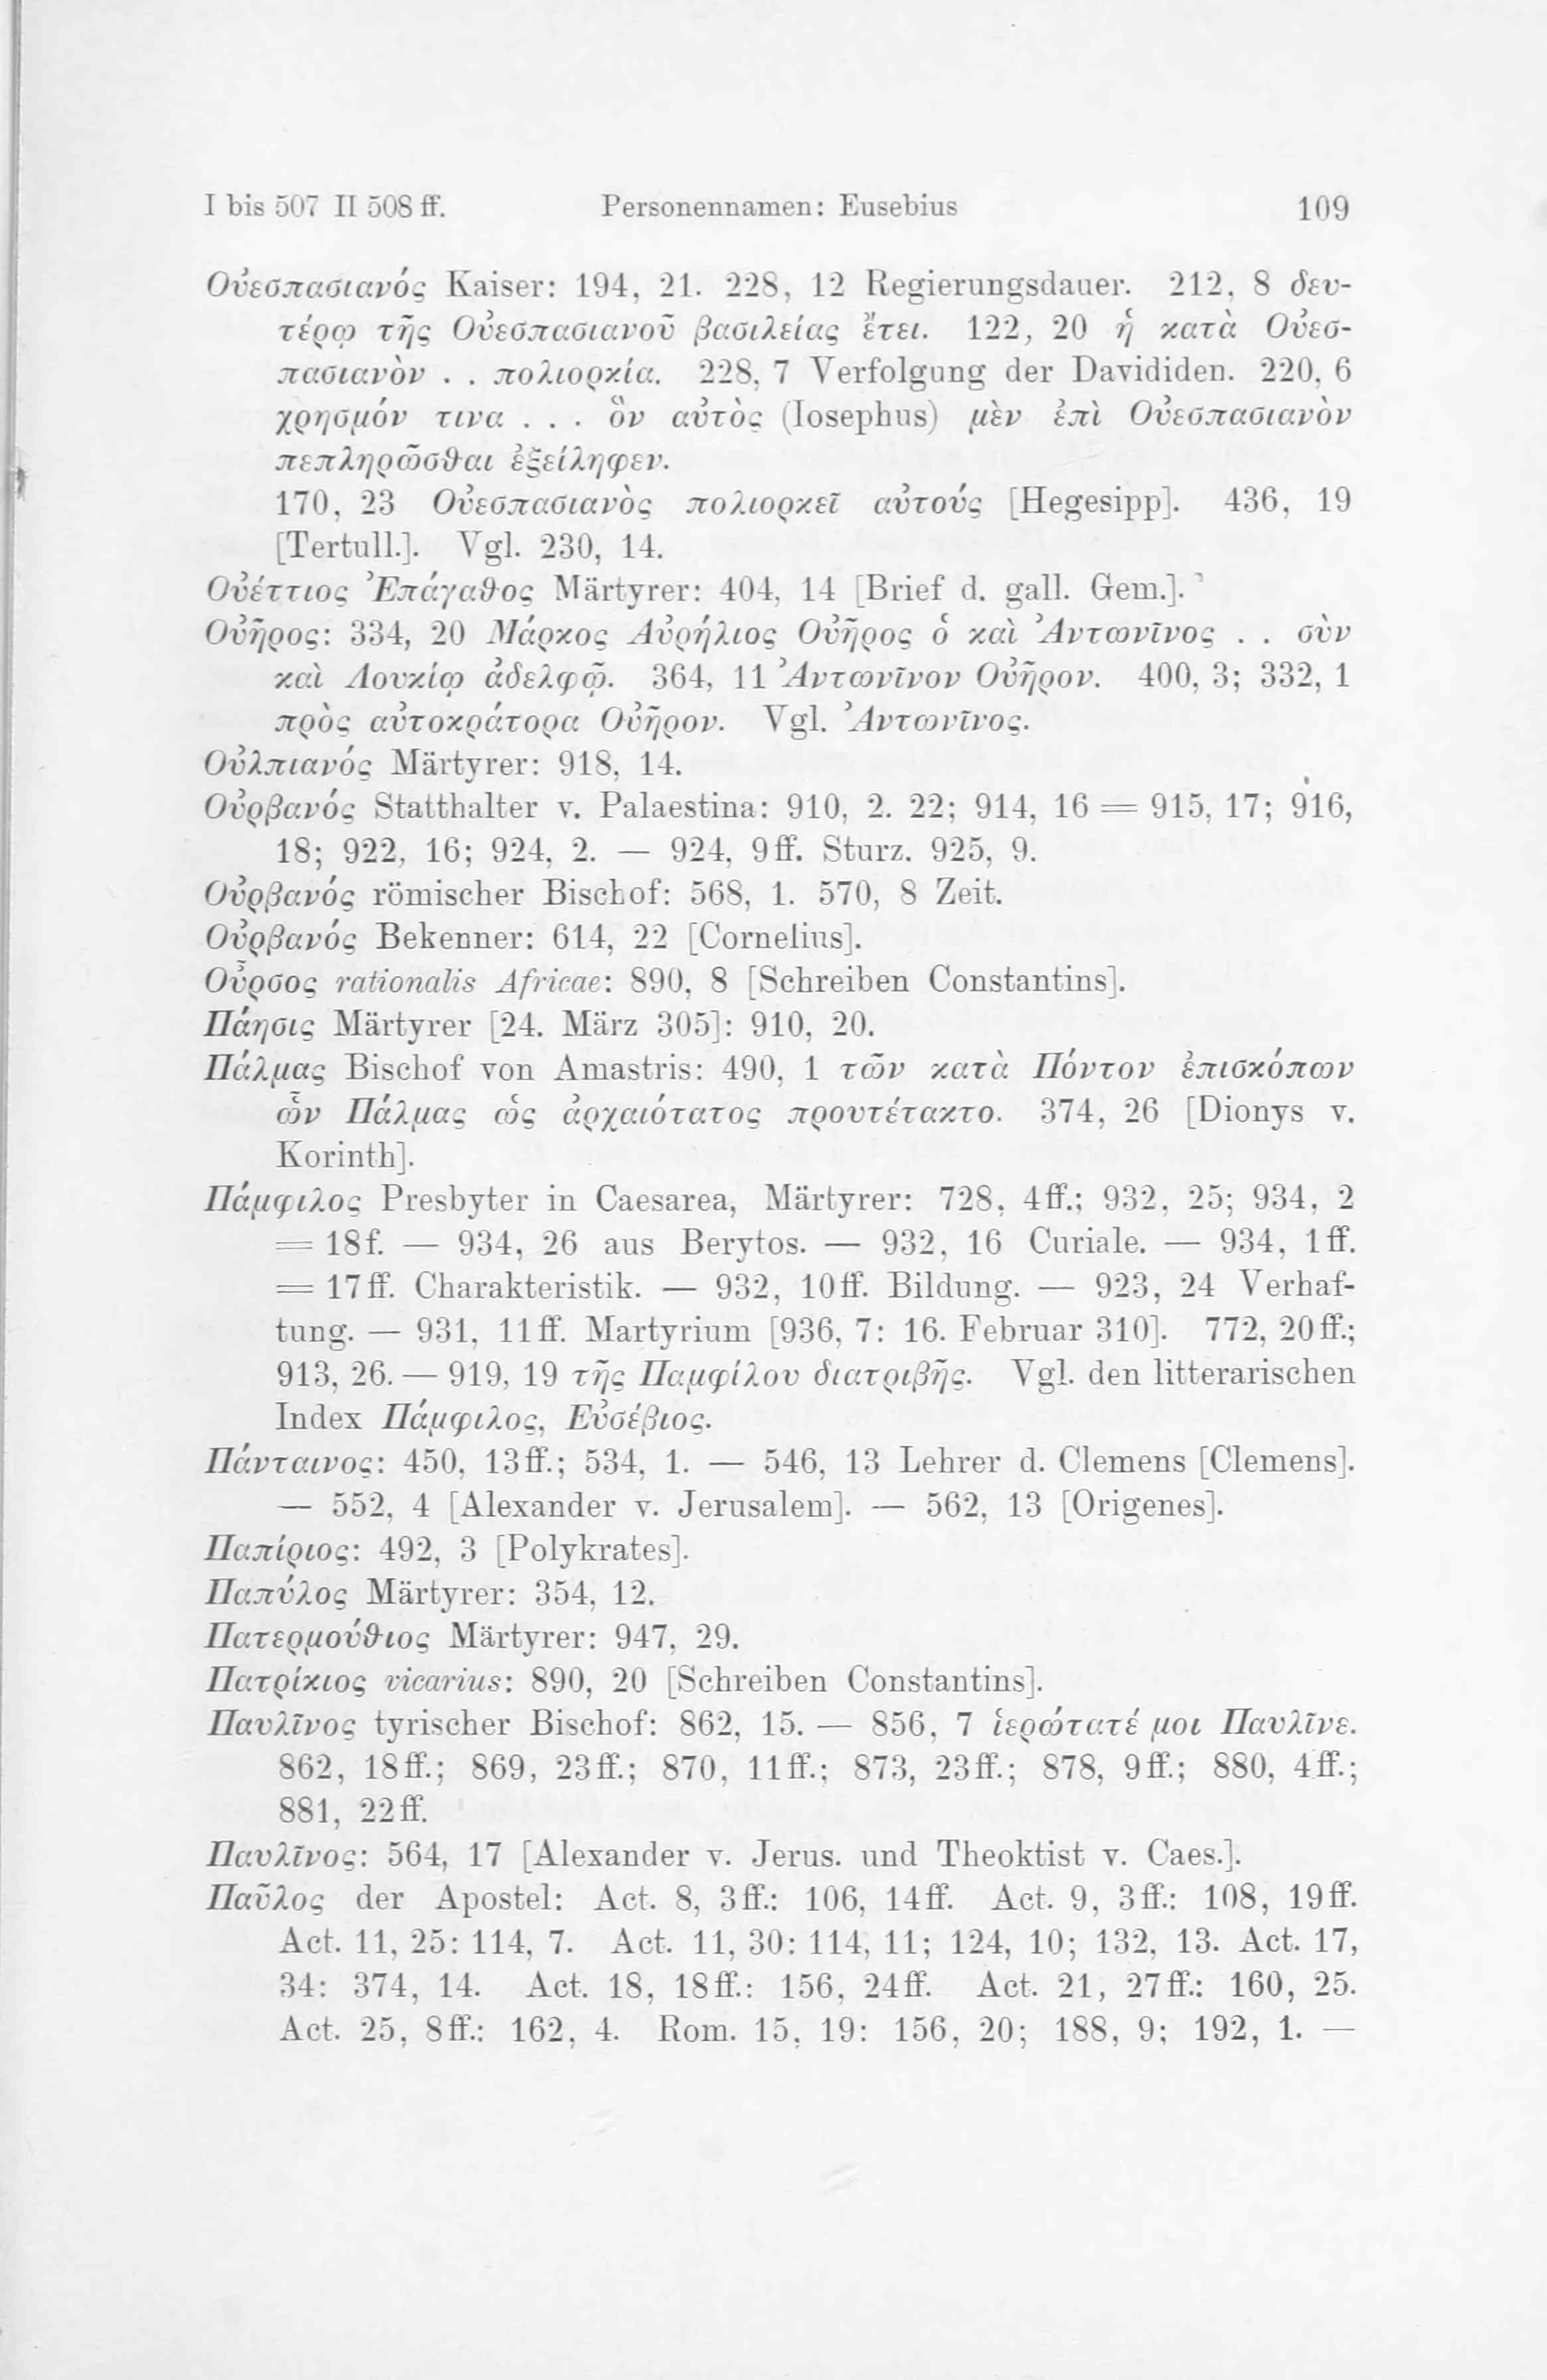 I bis 507 II 508 ff. Personennamen: Eusebius 109
Οὐεσπασιανός Kaiser: 194, 21. 228, 12 Regierungsdauer. 212, 8 δευ-
τέρῳ τῆς Οὐεσπασιανοῦ βασιλείας ἔτει. 122, 20 ἡ κατὰ Οὐεσ-
πασιανὸν . . πολιορκία. 228, 7 Verfolgung der Davididen. 220, 6
χρησμόν τινα . . . ὃν αὐτὸς (Iosephus) μὲν ἐπὶ Οὐεσπασιανὸν
πεπληρῶσθαι ἐξείληφεν.
170, 23 Οὐεσπασιανὸς πολιορκεῖ αὐτούς [Hegesipp]. 436, 19
[Tertull.]. Vgl. 230, 14.
Οὐέττιος Ἐπάγαθος Märtyrer: 404, 14 [Brief d. gall. Gem.].
Οὐῆρος: 334, 20 Μάρκος Αὐρήλιος Οὐῆρος ὁ καὶ Ἀντωνῖνος . . σὺν
καὶ Λουκίῳ ἀδελφῷ. 364, 11 Ἀντωνῖνον Οὐῆρον. 400, 3; 332, 1
πρὸς αὐτοκράτορα Οὐῆρον. Vgl. Ἀντωνῖνος.
Οὐλπιανός Märtyrer: 918, 14.
Οὐρβανός Statthalter v. Palaestina: 910, 2. 22; 914, 16 = 915, 17; 916,
18; 922, 16; 924, 2. — 924, 9 ff. Sturz. 925, 9.
Οὐρβανός römischer Bischof: 568, 1. 570, 8 Zeit.
Οὐρβανός Bekenner: 614, 22 [Cornelius].
Οὖρσος rationalis Africae: 890, 8 [Schreiben Constantins].
Πάησις Märtyrer [24. März 305]: 910, 20.
Πάλμας Bischof von Amastris: 490, 1 τῶν κατὰ Πόντον ἐπισκόπων
ὧν Πάλμας ὡς ἀρχαιότατος προυτέτακτο. 374, 26 [Dionys v.
Korinth].
Πάμφιλος Presbyter in Caesarea, Märtyrer: 728, 4 ff.; 932, 25; 934, 2
= 18 f. — 934, 26 aus Berytos. — 932, 16 Curiale. — 934, 1 ff.
= 17 ff. Charakteristik. — 932, 10 ff. Bildung. — 923, 24 Verhaf-
tung. — 931, 11 ff. Martyrium [936, 7: 16. Februar 310]. 772, 20 ff.;
913, 26. — 919, 19 τῆς Παμφίλου διατριβῆς. Vgl. den litterarischen
Index Πάμφιλος, Εὐσέβιος.
Πάνταινος: 450, 13 ff.; 534, 1. — 546, 13 Lehrer d. Clemens [Clemens].
— 552, 4 [Alexander v. Jerusalem]. — 562, 13 [Origenes].
Παπίριος: 492, 3 [Polykrates].
Παπύλος Märtyrer: 354, 12.
Πατερμούθιος Märtyrer: 947, 29.
Πατρίκιος vicarius: 890, 20 [Schreiben Constantins].
Παυλῖνος tyrischer Bischof: 862, 15. — 856, 7 ἱερώτατέ μοι Παυλῖνε.
862, 18 ff.; 869, 23 ff.; 870, 11 ff.; 873, 23 ff.; 878, 9 ff.; 880, 4 ff.;
881, 22 ff.
Παυλῖνος: 564, 17 [Alexander v. Jerus. und Theoktist v. Caes.].
Παῦλος der Apostel: Act. 8, 3 ff.: 106, 14 ff. Act. 9, 3 ff.: 108, 19 ff.
Act. 11, 25: 114, 7. Act. 11, 30: 114, 11; 124, 10; 132, 13. Act. 17,
34: 374, 14. Act. 18, 18 ff.: 156, 24 ff. Act. 21, 27 ff.: 160, 25.
Act. 25, 8 ff.: 162, 4. Rom. 15, 19: 156, 20; 188, 9; 192, 1. —